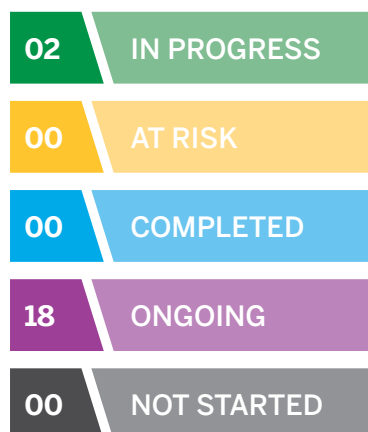 02 IN PROGRESS
00 AT RISK
00 COMPLETED
18 ONGOING
00 NOT STARTED